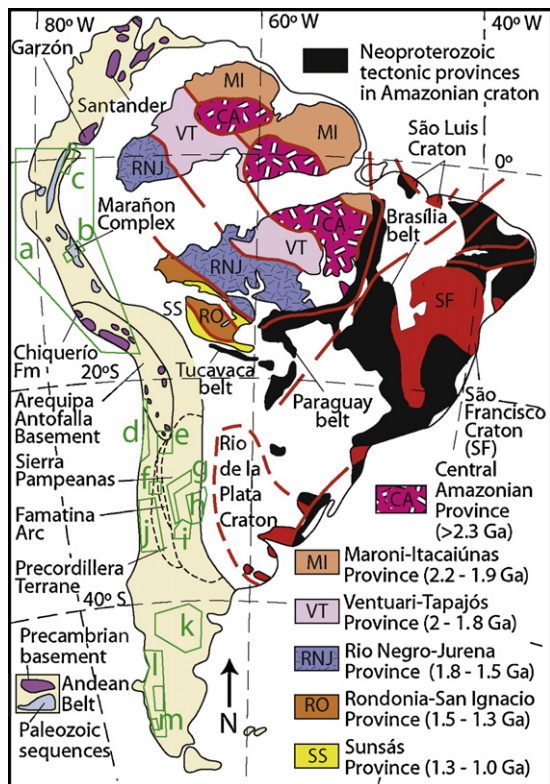 80° W
60° W
40° W
Garzón
Santander
Neoproterozoic
tectonic provinces
in Amazonian craton
MI
CA
VT
MI
RNJ
São Luis
Craton
0°
c
Marañon
Complex
b
a
Brasília
belt
CA
VT
RNJ
SF
SS
RO
Chiquerío
Fm
20°S
Tucavaca
belt
Paraguay
belt
São
Francisco
Craton
(SF)
Arequipa
Antofalla
Basement
d
e
Rio
de la
Plata
Craton
Sierra
Pampeanas
f
g
h
Famatina
Arc
j
i
Precordillera
Terrane
CA
Central
Amazonian
Province
(>2.3 Ga)
MI
Maroni-Itacaiúnas
Province (2.2 - 1.9 Ga)
40° S
k
VT
Ventuari-Tapajós
Province (2 - 1.8 Ga)
Precambrian
basement
l
RNJ
Rio Negro-Jurena
Province (1.8 - 1.5 Ga)
Andean
Belt
Paleozoic
sequences
m
N
RO
Rondonia-San Ignacio
Province (1.5 - 1.3 Ga)
SS
Sunsás
Province (1.3 - 1.0 Ga)